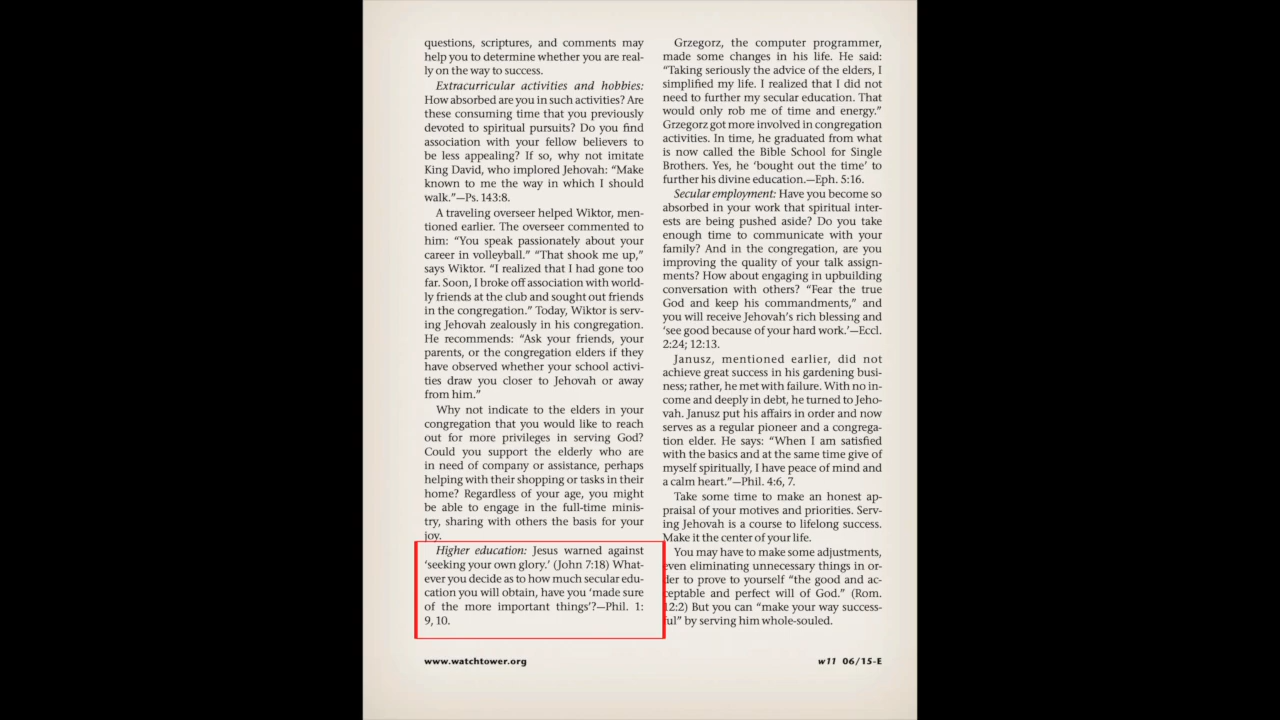 questions, scriptures, and comments may
help you to determine whether you are real-
ly on the way to success.
Extracurricular activities and hobbies:
How absorbed are you in such activities? Are
these consuming time that you previously
devoted to spiritual pursuits? Do you find
association with your fellow believers to
be less appealing? If so, why not imitate
King David, who implored Jehovah: “Make
known to me the way in which I should
walk.”—Ps. 143:8.
A traveling overseer helped Wiktor, men-
tioned earlier. The overseer commented to
him: “You speak passionately about your
career in volleyball.” “That shook me up,”
says Wiktor. “I realized that I had gone too
far. Soon, I broke off association with world-
ly friends at the club and sought out friends
in the congregation.” Today, Wiktor is serv-
ing Jehovah zealously in his congregation.
He recommends: “Ask your friends, your
parents, or the congregation elders if they
have observed whether your school activi-
ties draw you closer to Jehovah or away
from him.”
Why not indicate to the elders in your
congregation that you would like to reach
out for more privileges in serving God?
Could you support the elderly who are
in need of company or assistance, perhaps
helping with their shopping or tasks in their
home? Regardless of your age, you might
be able to engage in the full-time minis-
try, sharing with others the basis for your
joy.
Higher education: Jesus warned against
‘seeking your own glory.’ (John 7:18) What-
ever you decide as to how much secular edu-
cation you will obtain, have you ‘made sure
of the more important things’?—Phil. 1:
9, 10.
Grzegorz, the computer programmer,
made some changes in his life. He said:
“Taking seriously the advice of the elders, I
simplified my life. I realized that I did not
need to further my secular education. That
would only rob me of time and energy.”
Grzegorz got more involved in congregation
activities. In time, he graduated from what
is now called the Bible School for Single
Brothers. Yes, he ‘bought out the time’ to
further his divine education.—Eph. 5:16.
Secular employment: Have you become so
absorbed in your work that spiritual inter-
ests are being pushed aside? Do you take
enough time to communicate with your
family? And in the congregation, are you
improving the quality of your talk assign-
ments? How about engaging in upbuilding
conversation with others? “Fear the true
God and keep his commandments,” and
you will receive Jehovah’s rich blessing and
‘see good because of your hard work.’—Eccl.
2:24; 12:13.
Janusz, mentioned earlier, did not
achieve great success in his gardening busi-
ness; rather, he met with failure. With no in-
come and deeply in debt, he turned to Jeho-
vah. Janusz put his affairs in order and now
serves as a regular pioneer and a congrega-
tion elder. He says: “When I am satisfied
with the basics and at the same time give of
myself spiritually, I have peace of mind and
a calm heart.”—Phil. 4:6, 7.
Take some time to make an honest ap-
praisal of your motives and priorities. Serv-
ing Jehovah is a course to lifelong success.
Make it the center of your life.
You may have to make some adjustments,
even eliminating unnecessary things in or-
der to prove to yourself “the good and ac-
ceptable and perfect will of God.” (Rom.
12:2) But you can “make your way success-
ful” by serving him whole-souled.
www.watchtower.org
w11 06/15-E